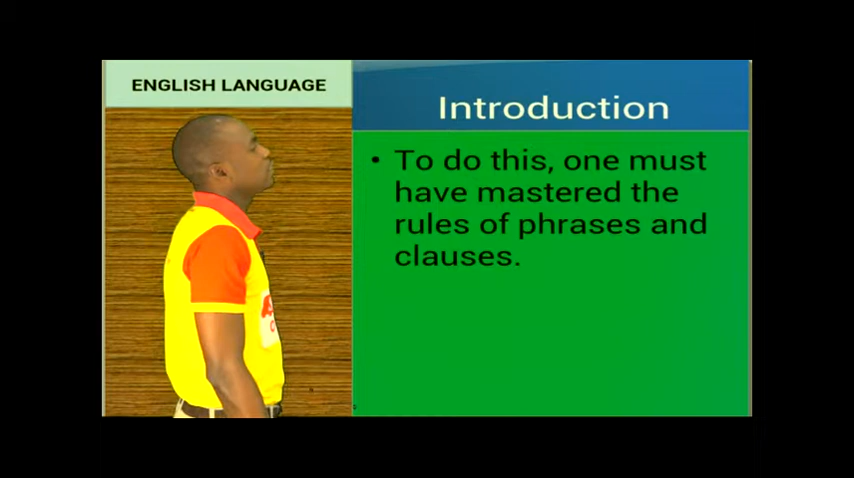 ENGLISH LANGUAGE
Introduction
• To do this, one must
have mastered the
rules of phrases and
clauses.